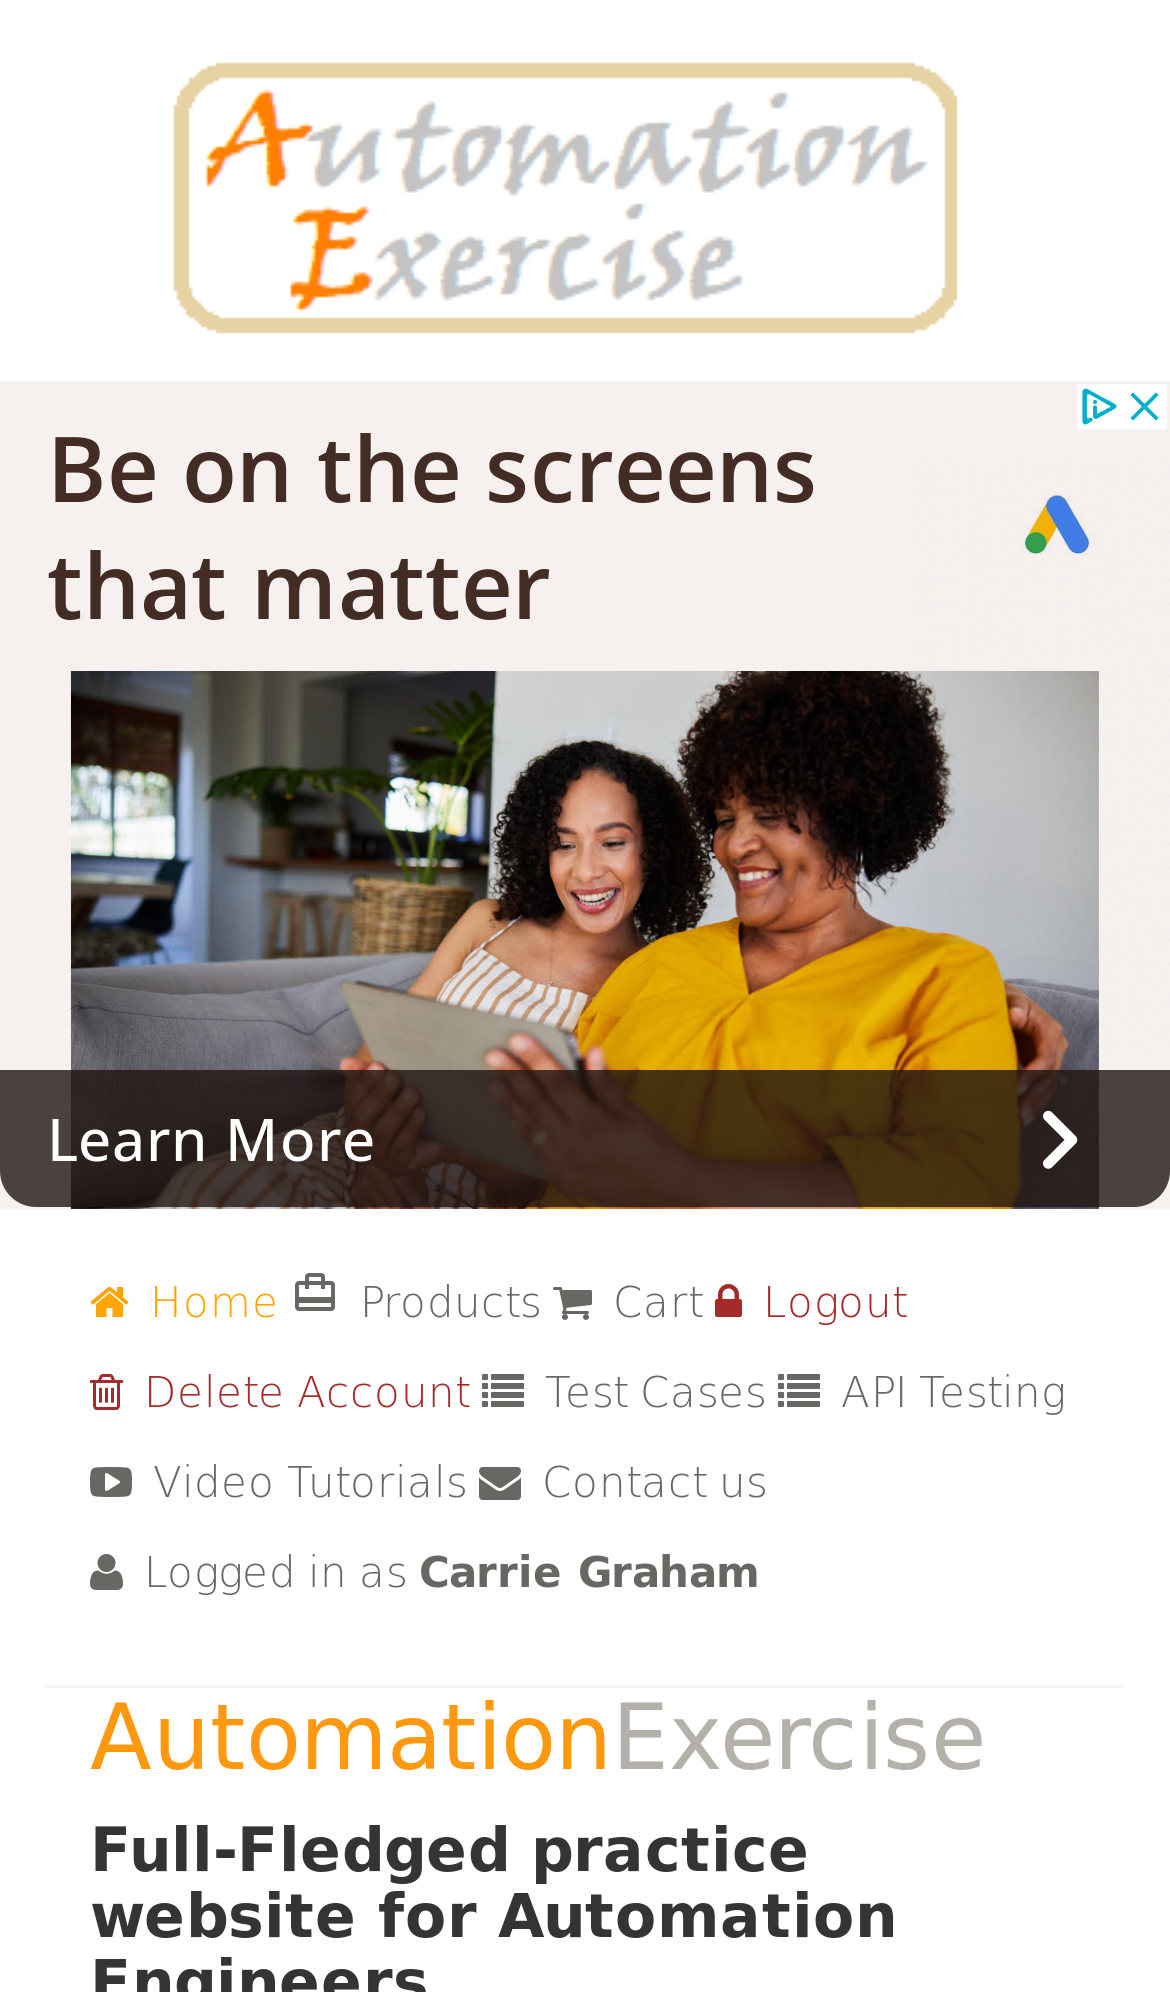 Automation
Exercise
Be on the screens
that matter
Learn More
Home Products Cart Logout
Delete Account Test Cases API Testing
Video Tutorials Contact us
Logged in as Carrie Graham
AutomationExercise
Full-Fledged practice
website for Automation
Engineers